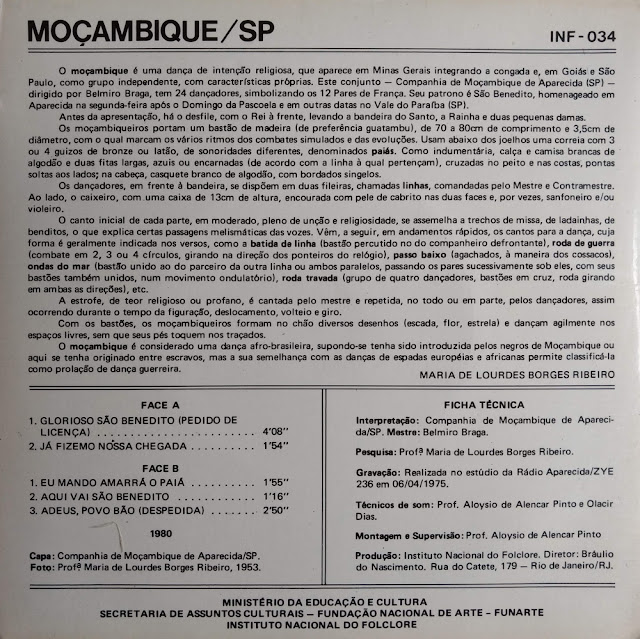 MOÇAMBIQUE/SP
INF - 034
O moçambique é uma dança de intenção religiosa, que aparece em Minas Gerais integrando a congada e, em Goiás e São
Paulo, como grupo independente, com características próprias. Este conjunto — Companhia de Moçambique de Aparecida (SP) —
dirigido por Belmiro Braga, tem 24 dançadores, simbolizando os 12 Pares de França. Seu patrono é São Benedito, homenageado em
Aparecida na segunda-feira após o Domingo da Pascoela e em outras datas no Vale do Paraíba (SP).
Antes da apresentação, há o desfile, com o Rei à frente, levando a bandeira do Santo, a Rainha e duas pequenas damas.
Os moçambiqueiros portam um bastão de madeira (de preferência guatambu), de 70 a 80cm de comprimento e 3,5cm de
diâmetro, com o qual marcam os vários ritmos dos combates simulados e das evoluções. Usam abaixo dos joelhos uma correia com 3
ou 4 guizos de bronze ou latão, de sonoridades diferentes, denominados paiás. Como indumentária, calça e camisa brancas de
algodão e duas fitas largas, azuis ou encarnadas (de acordo com a linha à qual pertençam), cruzadas no peito e nas costas, pontas
soltas aos lados; na cabeça, casquete branco de algodão, com bordados singelos.
Os dançadores, em frente à bandeira, se dispõem em duas fileiras, chamadas linhas, comandadas pelo Mestre e Contramestre.
Ao lado, o caixeiro, com uma caixa de 13cm de altura, encourada com pele de cabrito nas duas faces e, por vezes, sanfoneiro e/ou
violeiro.
O canto inicial de cada parte, em moderado, pleno de unção e religiosidade, se assemelha a trechos de missa, de ladainhas, de
benditos, o que explica certas passagens melismáticas das vozes. Vêm, a seguir, em andamentos rápidos, os cantos para a dança, cuja
forma é geralmente indicada nos versos, como a batida de linha (bastão percutido no do companheiro defrontante), roda de guerra
(combate em 2, 3 ou 4 círculos, girando na direção dos ponteiros do relógio), passo baixo (agachados, à maneira dos cossacos),
ondas do mar (bastão unido ao do parceiro da outra linha ou ambos paralelos, passando os pares sucessivamente sob eles, com seus
bastões também unidos, num movimento ondulatório), roda travada (grupo de quatro dançadores, bastões em cruz, roda girando
em ambas as direções), etc.
A estrofe, de teor religioso ou profano, é cantada pelo mestre e repetida, no todo ou em parte, pelos dançadores, assim
ocorrendo durante o tempo da figuração, deslocamento, volteio e giro.
Com os bastões, os moçambiqueiros formam no chão diversos desenhos (escada, flor, estrela) e dançam agilmente nos
espaços livres, sem que seus pés toquem nos traçados.
O moçambique é considerado uma dança afro-brasileira, supondo-se tenha sido introduzida pelos negros de Moçambique ou
aqui se tenha originado entre escravos, mas a sua semelhança com as danças de espadas européias e africanas permite classificá-la
como prolação de dança guerreira.
MARIA DE LOURDES BORGES RIBEIRO
FACE A
1. GLORIOSO SÃO BENEDITO (PEDIDO DE
LICENÇA) . . . . . . . . . . . . . . . . . . . . . . . 4'08"
2. JÁ FIZEMO NOSSA CHEGADA . . . . . . . . . . 1'54"
FACE B
1. EU MANDO AMARRÁ O PAIÁ . . . . . . . . . . 1'55"
2. AQUI VAI SÃO BENEDITO . . . . . . . . . . . . 1'16"
3. ADEUS, POVO BÃO (DESPEDIDA) . . . . . . . 2'50"
1980
Capa: Companhia de Moçambique de Aparecida/SP.
Foto: Profª Maria de Lourdes Borges Ribeiro, 1953.
FICHA TÉCNICA
Interpretação: Companhia de Moçambique de Apareci-
da/SP. Mestre: Belmiro Braga.
Pesquisa: Profª Maria de Lourdes Borges Ribeiro.
Gravação: Realizada no estúdio da Rádio Aparecida/ZYE
236 em 06/04/1975.
Técnicos de som: Prof. Aloysio de Alencar Pinto e Olacir
Dias.
Montagem e Supervisão: Prof. Aloysio de Alencar Pinto
Produção: Instituto Nacional do Folclore. Diretor: Bráulio
do Nascimento. Rua do Catete, 179 — Rio de Janeiro/RJ.
MINISTÉRIO DA EDUCAÇÃO E CULTURA
SECRETARIA DE ASSUNTOS CULTURAIS — FUNDAÇÃO NACIONAL DE ARTE - FUNARTE
INSTITUTO NACIONAL DO FOLCLORE